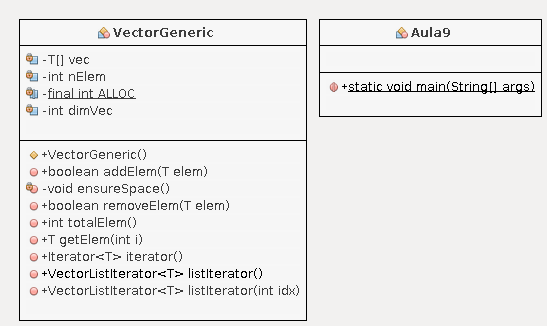 VectorGeneric
-T[] vec
-int nElem
-final int ALLOC
-int dimVec
+VectorGeneric()
+boolean addElem(T elem)
-void ensureSpace()
+boolean removeElem(T elem)
+int totalElem()
+T getElem(int i)
+Iterator<T> iterator()
+VectorListIterator<T> listIterator()
+VectorListIterator<T> listIterator(int idx)
Aula9
+static void main(String[] args)